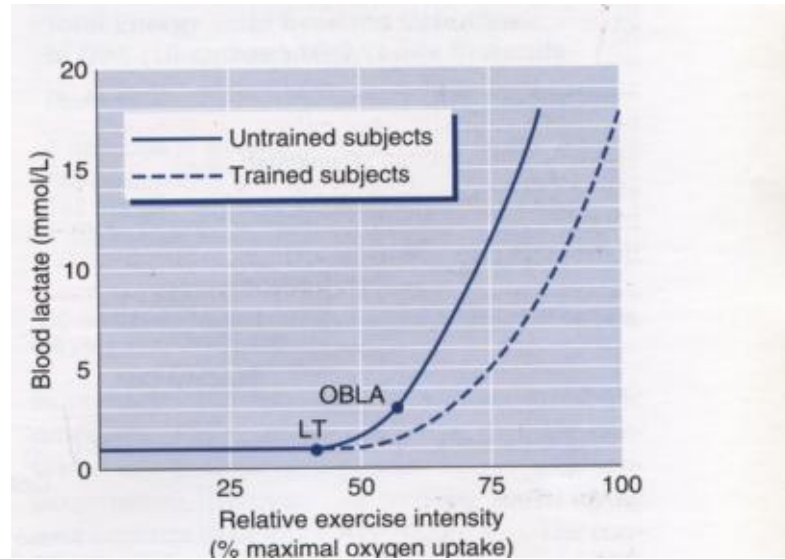 20
Untrained subjects
Trained subjects
15
10
5
0
Blood lactate (mmol/L)
OBLA
LT
25 50 75 100
Relative exercise intensity
(% maximal oxygen uptake)